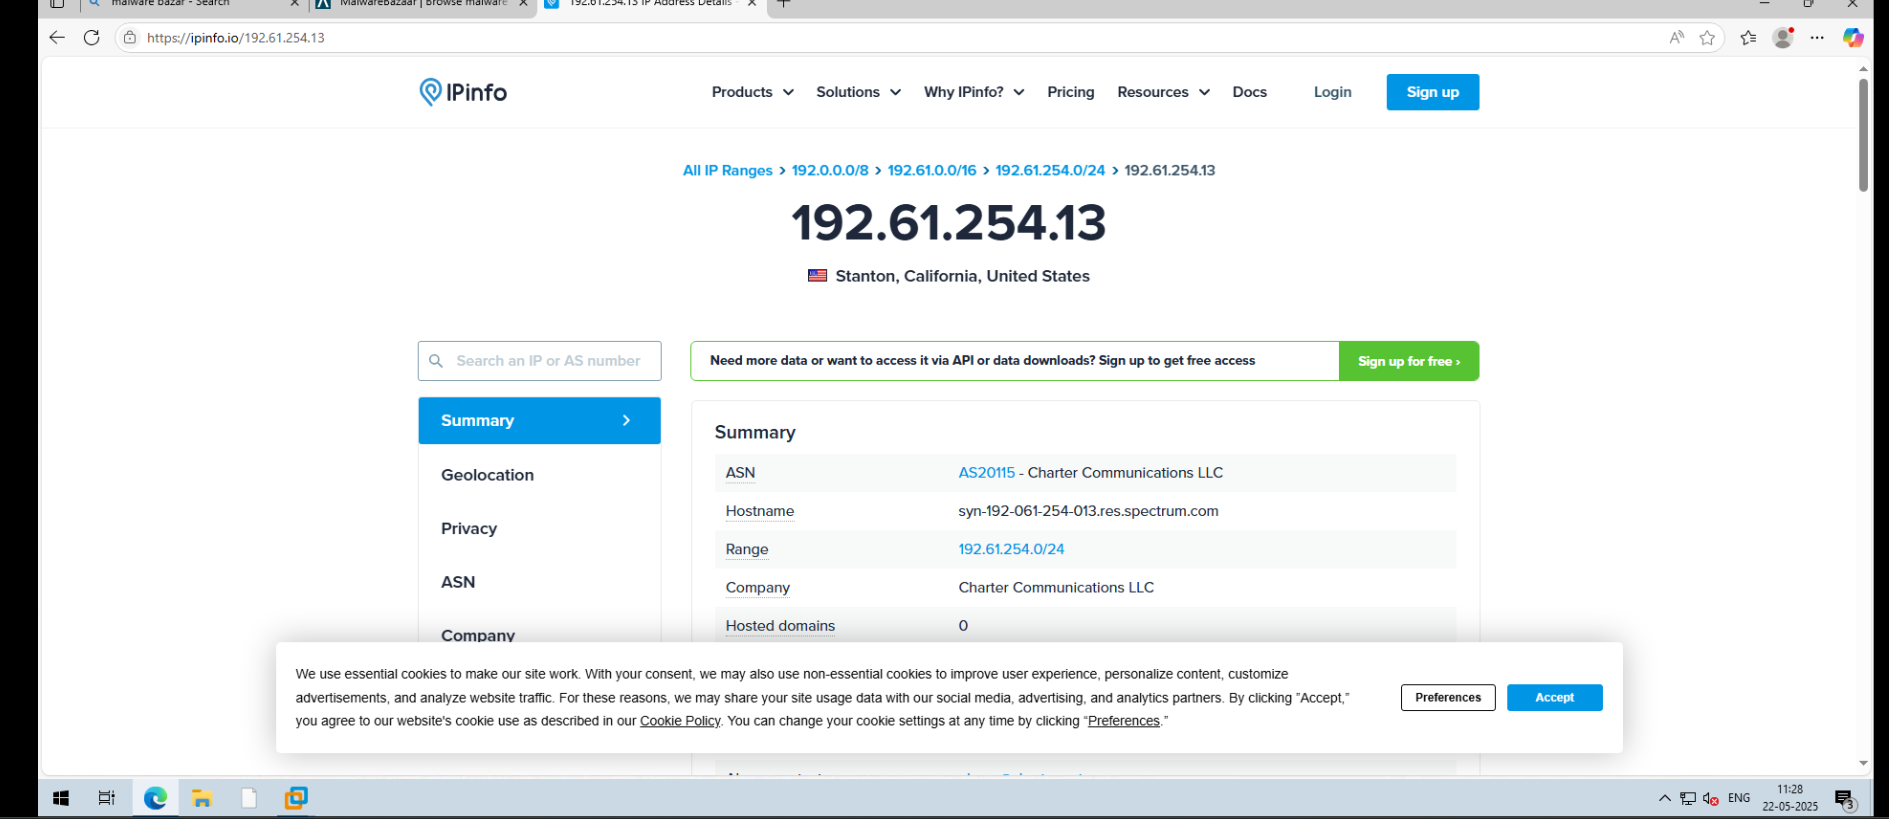 malware bazar - Search
MalwareBazaar | Browse malware
192.61.254.13 IP Address Details
https://ipinfo.io/192.61.254.13
IPinfo
Products
Solutions
Why IPinfo?
Pricing
Resources
Docs
Login
Sign up
All IP Ranges > 192.0.0.0/8 > 192.61.0.0/16 > 192.61.254.0/24 > 192.61.254.13
192.61.254.13
Stanton, California, United States
Search an IP or AS number
Need more data or want to access it via API or data downloads? Sign up to get free access
Sign up for free ›
Summary
Geolocation
Privacy
ASN
Company
Summary
ASN AS20115 - Charter Communications LLC
Hostname syn-192-061-254-013.res.spectrum.com
Range 192.61.254.0/24
Company Charter Communications LLC
Hosted domains 0
We use essential cookies to make our site work. With your consent, we may also use non-essential cookies to improve user experience, personalize content, customize
advertisements, and analyze website traffic. For these reasons, we may share your site usage data with our social media, advertising, and analytics partners. By clicking "Accept,"
you agree to our website's cookie use as described in our Cookie Policy. You can change your cookie settings at any time by clicking "Preferences."
Preferences
Accept
ENG
11:28
22-05-2025
3